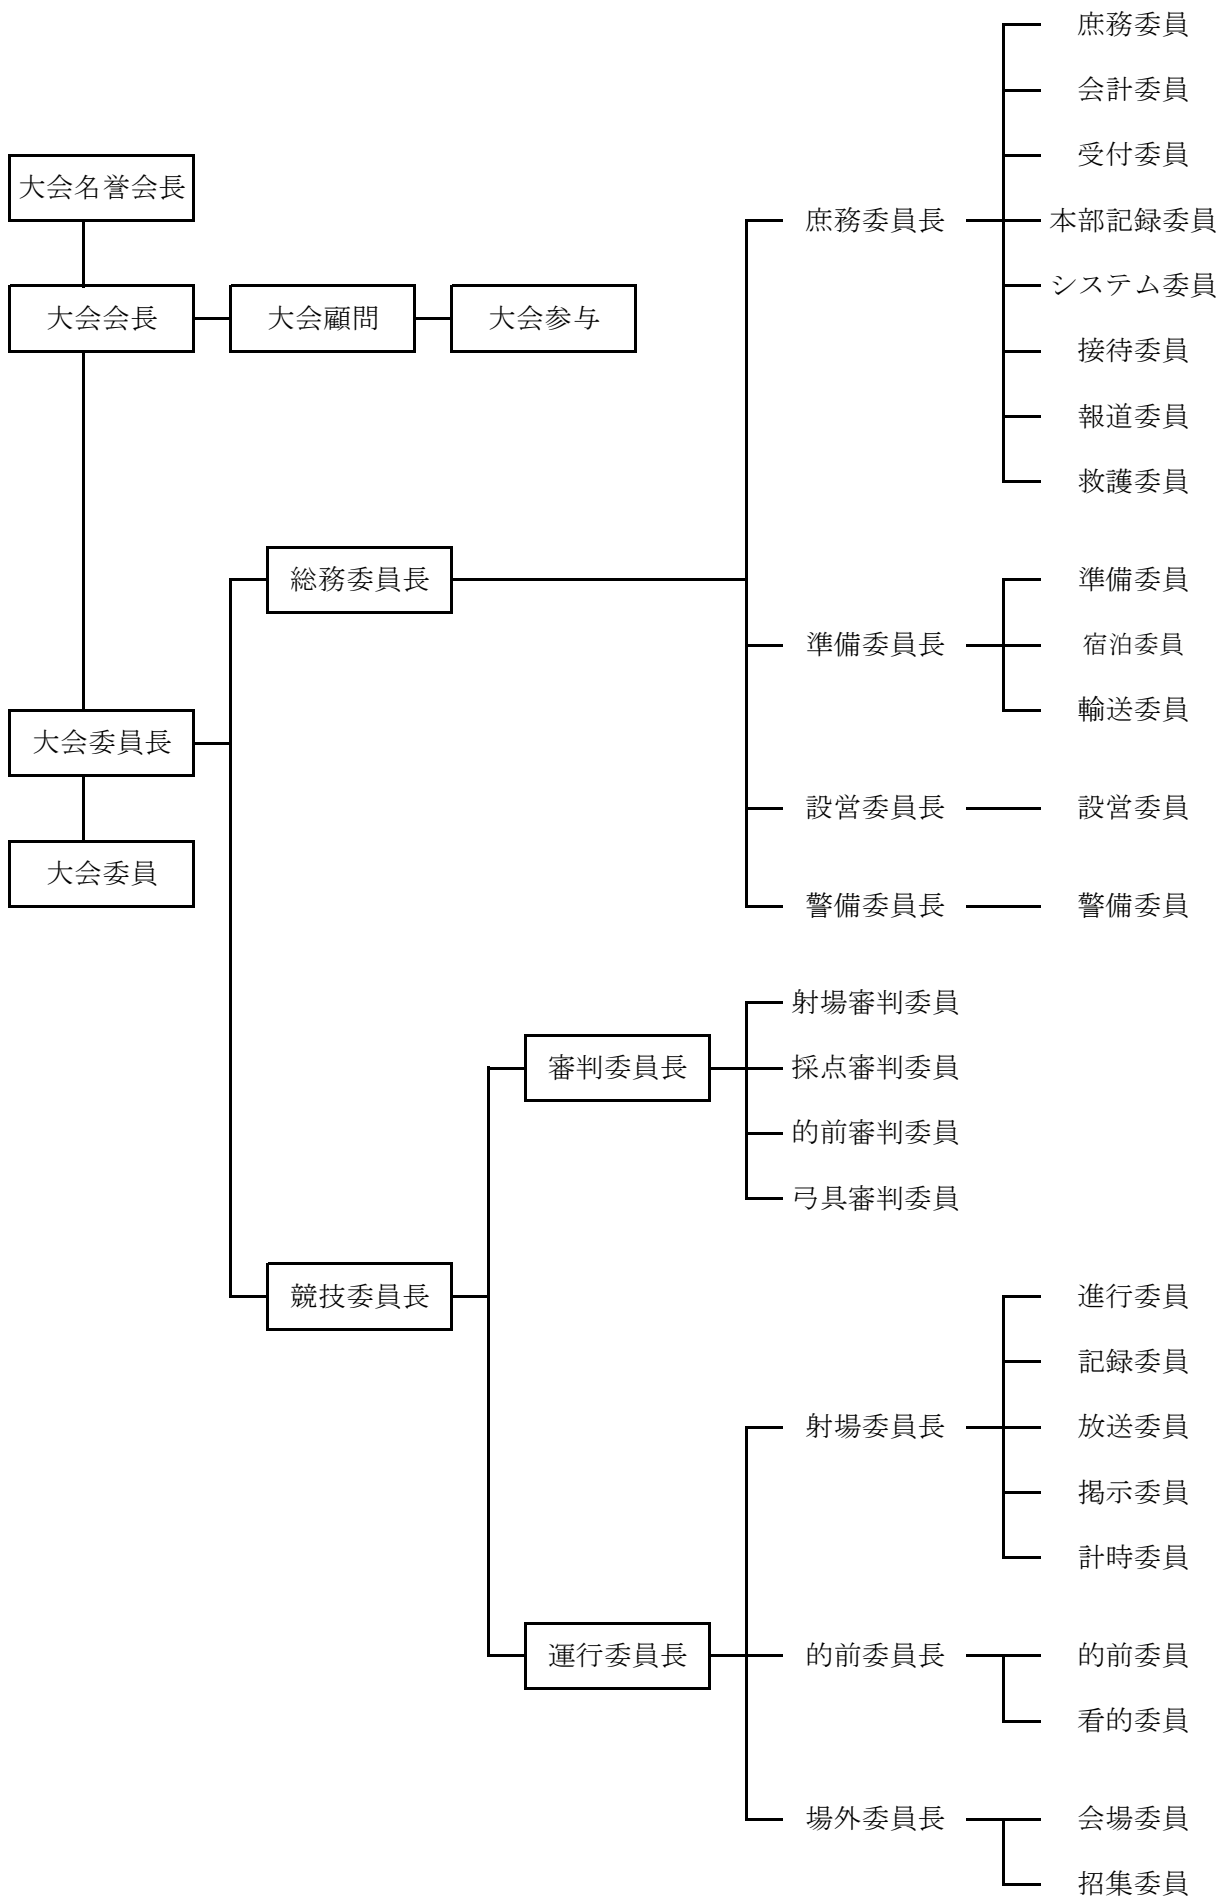 庶務委員
会計委員
受付委員
大会名誉会長
庶務委員長
本部記録委員
システム委員
大会会長
大会顧問
大会参与
接待委員
報道委員
救護委員
総務委員長
準備委員
準備委員長
宿泊委員
輸送委員
大会委員長
設営委員長
設営委員
大会委員
警備委員長
警備委員
射場審判委員
審判委員長
採点審判委員
的前審判委員
弓具審判委員
競技委員長
進行委員
記録委員
射場委員長
放送委員
掲示委員
計時委員
運行委員長
的前委員長
的前委員
看的委員
場外委員長
会場委員
招集委員